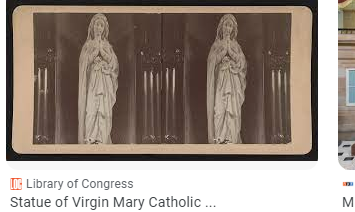 Library of Congress
Statue of Virgin Mary Catholic ...
M